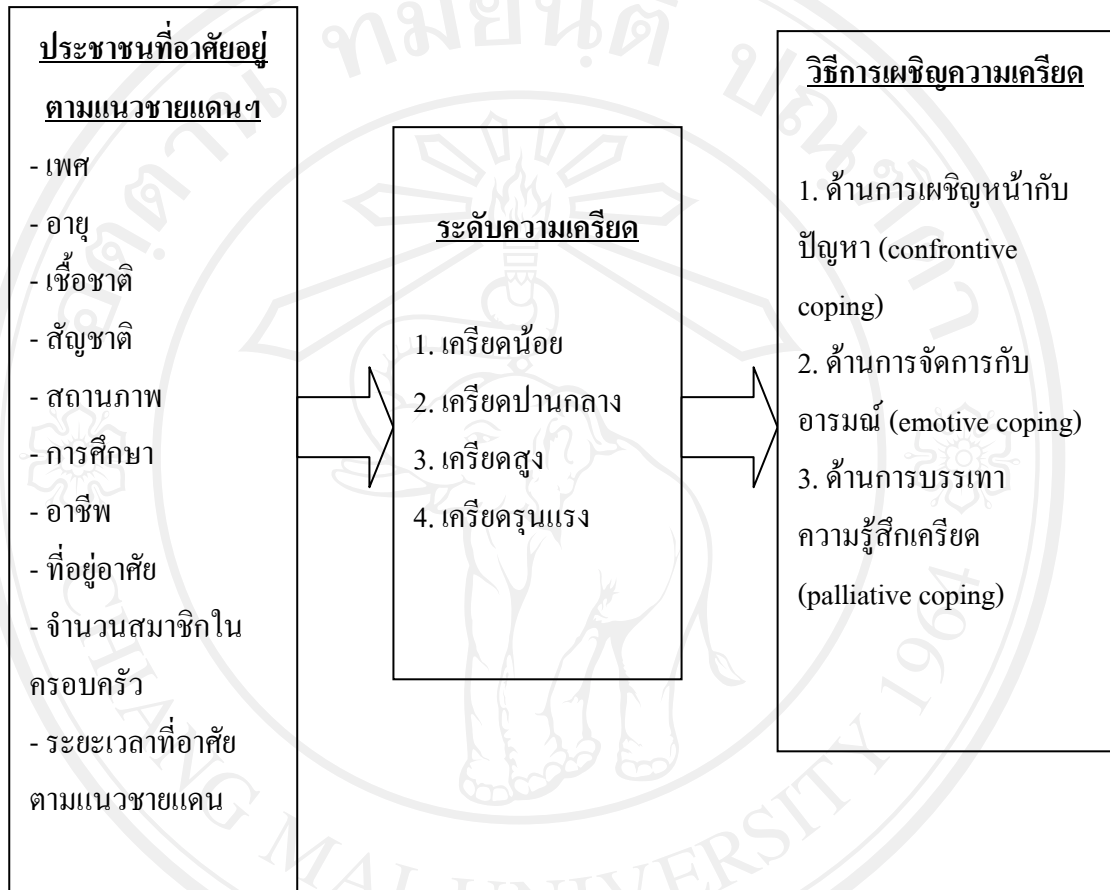 ประชาชนที่อาศัยอยู่
ตามแนวชายแดนฯ
- เพศ
- อายุ
- เชื้อชาติ
- สัญชาติ
- สถานภาพ
- การศึกษา
- อาชีพ
- ที่อยู่อาศัย
- จำนวนสมาชิกใน
ครอบครัว
- ระยะเวลาที่อาศัย
ตามแนวชายแดน
ระดับความเครียด
1. เครียดน้อย
2. เครียดปานกลาง
3. เครียดสูง
4. เครียดรุนแรง
วิธีการเผชิญความเครียด
1. ด้านการเผชิญหน้ากับ
ปัญหา (confrontive
coping)
2. ด้านการจัดการกับ
อารมณ์ (emotive coping)
3. ด้านการบรรเทา
ความรู้สึกเครียด
(palliative coping)
CHIANG MAI UNIVERSITY 1964